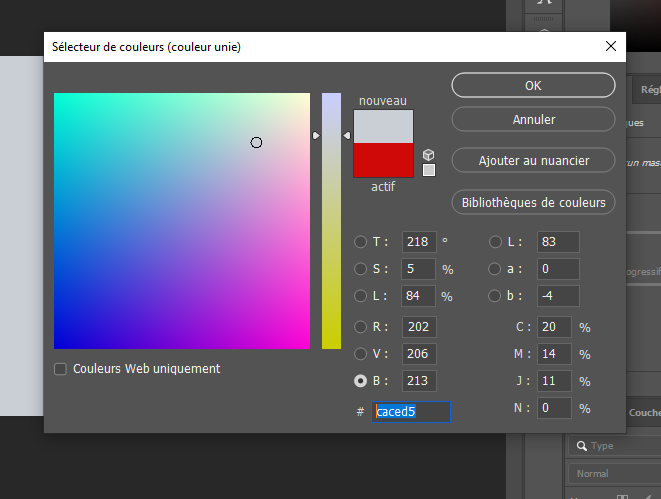 Sélecteur de couleurs (couleur unie)
nouveau
actif
OK
Annuler
Ajouter au nuancier
Bibliothèques de couleurs
T : 218 °
S : 5 %
L : 84 %
R : 202
V : 206
B : 213
# caced5
L : 83
a : 0
b : -4
C : 20 %
M : 14 %
J : 11 %
N : 0 %
Couleurs Web uniquement
Régl
ques
un mas
ogressif
Couche
Type
Normal